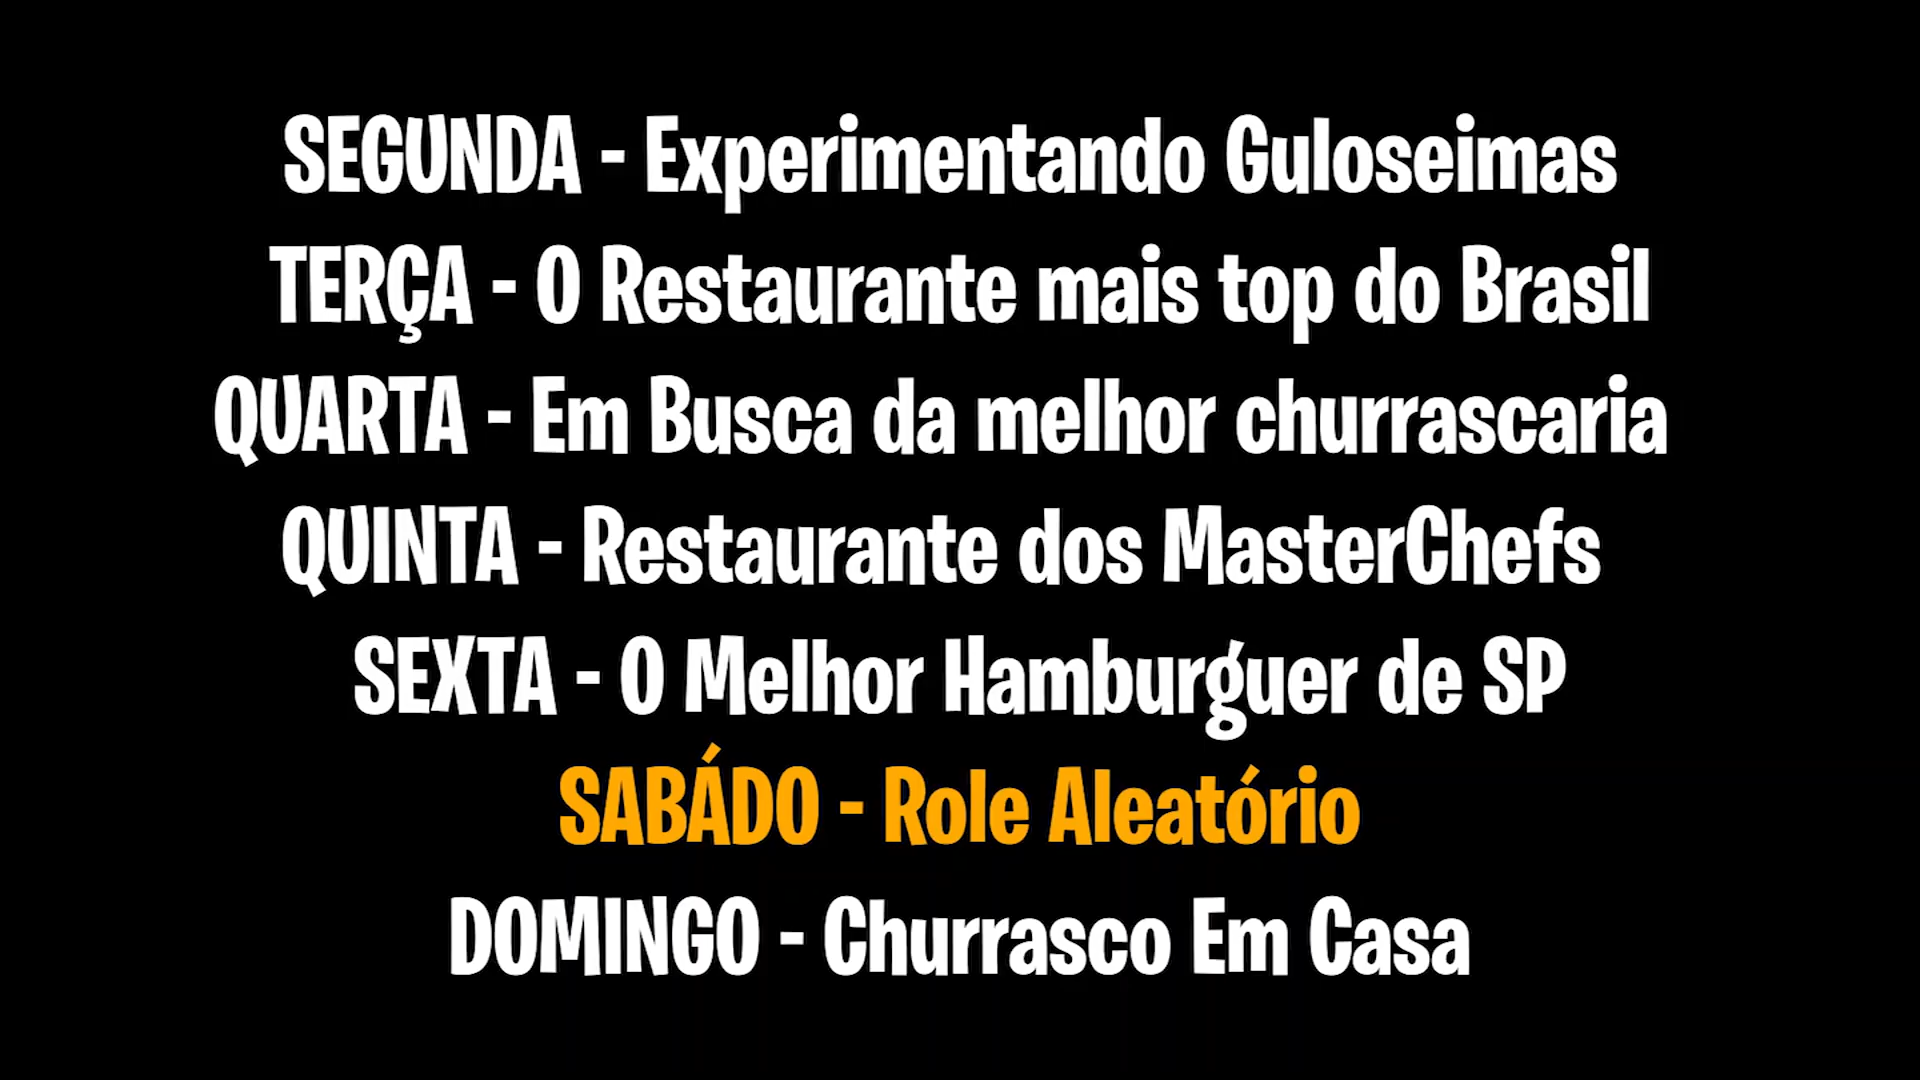 SEGUNDA - Experimentando Guloseimas
TERÇA - O Restaurante mais top do Brasil
QUARTA - Em Busca da melhor churrascaria
QUINTA - Restaurante dos MasterChefs
SEXTA - O Melhor Hamburguer de SP
SABÁDO - Role Aleatório
DOMINGO - Churrasco Em Casa